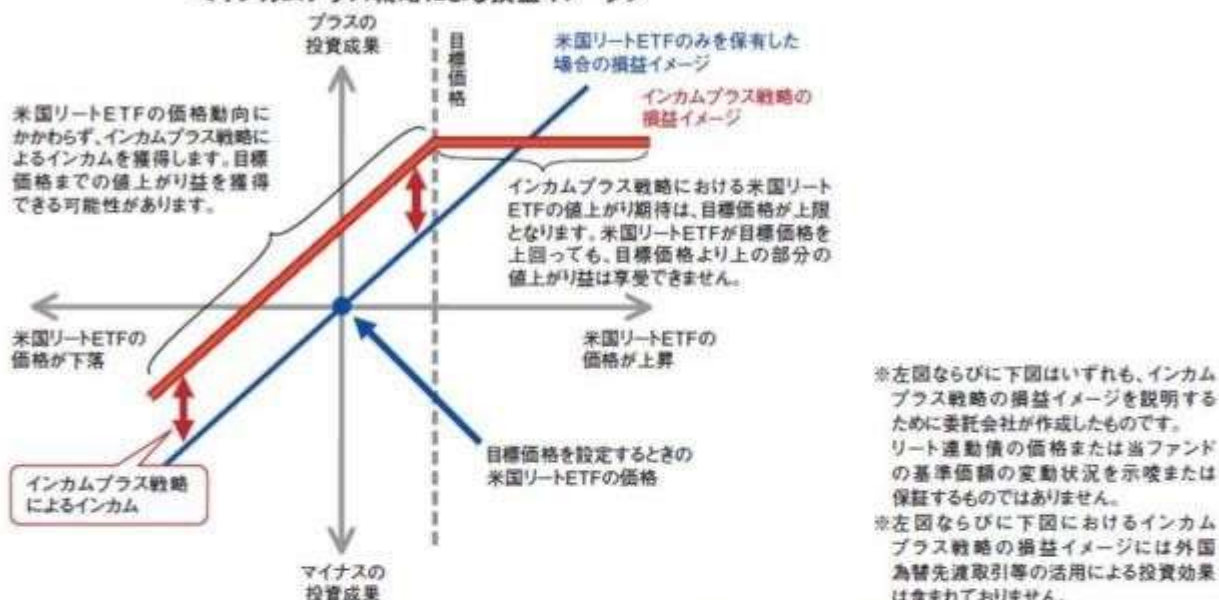 プラスの
投資成果
目標価格
米国リートETFのみを保有した
場合の損益イメージ
インカムプラス戦略の
損益イメージ
米国リートETFの価格動向に
かかわらず、インカムプラス戦略に
よるインカムを獲得します。目標
価格までの値上がり益を獲得
できる可能性があります。
インカムプラス戦略における米国リート
ETFの値上がり期待は、目標価格が上限
となります。米国リートETFが目標価格を
上回っても、目標価格より上の部分の
値上がり益は享受できません。
米国リートETFの
価格が下落
米国リートETFの
価格が上昇
目標価格を設定するときの
米国リートETFの価格
インカムプラス戦略
によるインカム
マイナスの
投資成果
※左図ならびに下図はいずれも、インカム
プラス戦略の損益イメージを説明する
ために委託会社が作成したものです。
リート連動債の価格または当ファンド
の基準価額の変動状況を示唆または
保証するものではありません。
※左図ならびに下図におけるインカム
プラス戦略の損益イメージには外国
為替先渡取引等の活用による投資効果
は含まれておりません。